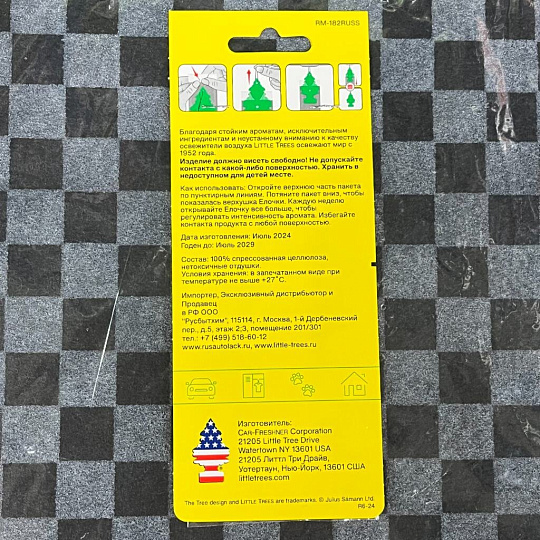 RM-182RUSS
Благодаря стойким ароматам, исключительным
ингредиентам и неустанному вниманию к качеству
освежители воздуха LITTLE TREES освежают мир с
1952 года.
Изделие должно висеть свободно! Не допускайте
контакта с какой-либо поверхностью. Хранить в
недоступном для детей месте.
Как использовать: Откройте верхнюю часть пакета
по пунктирным линиям. Потяните пакет вниз, чтобы
показалась верхушка Елочки. Каждую неделю
открывайте Елочку все больше, чтобы
регулировать интенсивность аромата. Избегайте
контакта продукта с любой поверхностью.
Дата изготовления: Июль 2024
Годен до: Июль 2029
Состав: 100% спрессованная целлюлоза,
нетоксичные отдушки.
Условия хранения: в запечатанном виде при
температуре не выше +27°C.
Импортер, Эксклюзивный дистрибьютор и
Продавец
в РФ ООО
"Русбытхим", 115114, г. Москва, 1-й Дербеневский
пер., д.5, этаж 2;3, помещение 201/301
тел.: +7 (499) 518-60-12
www.rusautolack.ru, www.little-trees.ru
Изготовитель:
CAR-FRESHNER Corporation
21205 Little Tree Drive
Watertown NY 13601 USA
21205 Литтл Три Драйв,
Уотертаун, Нью-Йорк, 13601 США
littletrees.com
The Tree design and LITTLE TREES are trademarks, © Julius Sämann Ltd.
R6-24